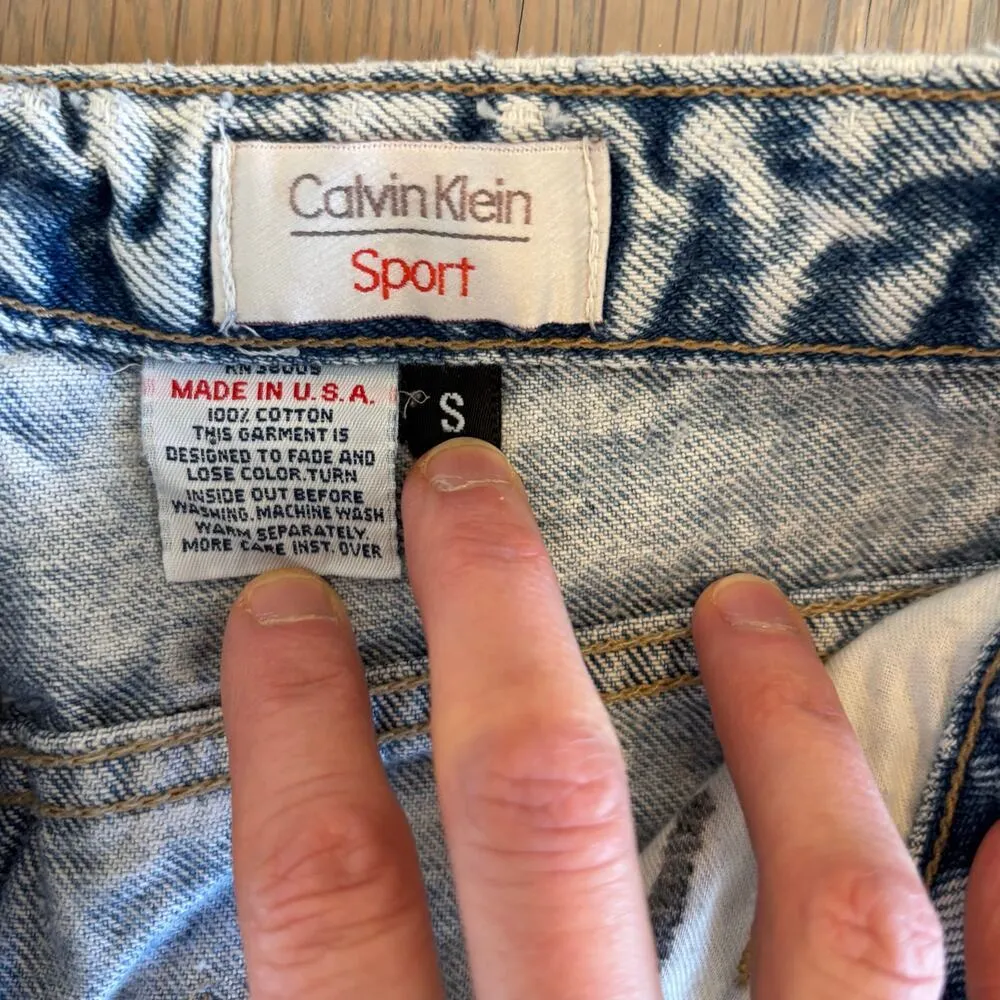 Calvin Klein
Sport
MADE IN U.S.A.
S
100% COTTON
THIS GARMENT IS
DESIGNED TO FADE AND
LOSE COLOR.TURN
INSIDE OUT BEFORE
WASHING. MACHINE WASH
WARM SEPARATELY
MORE CARE INST. OVER